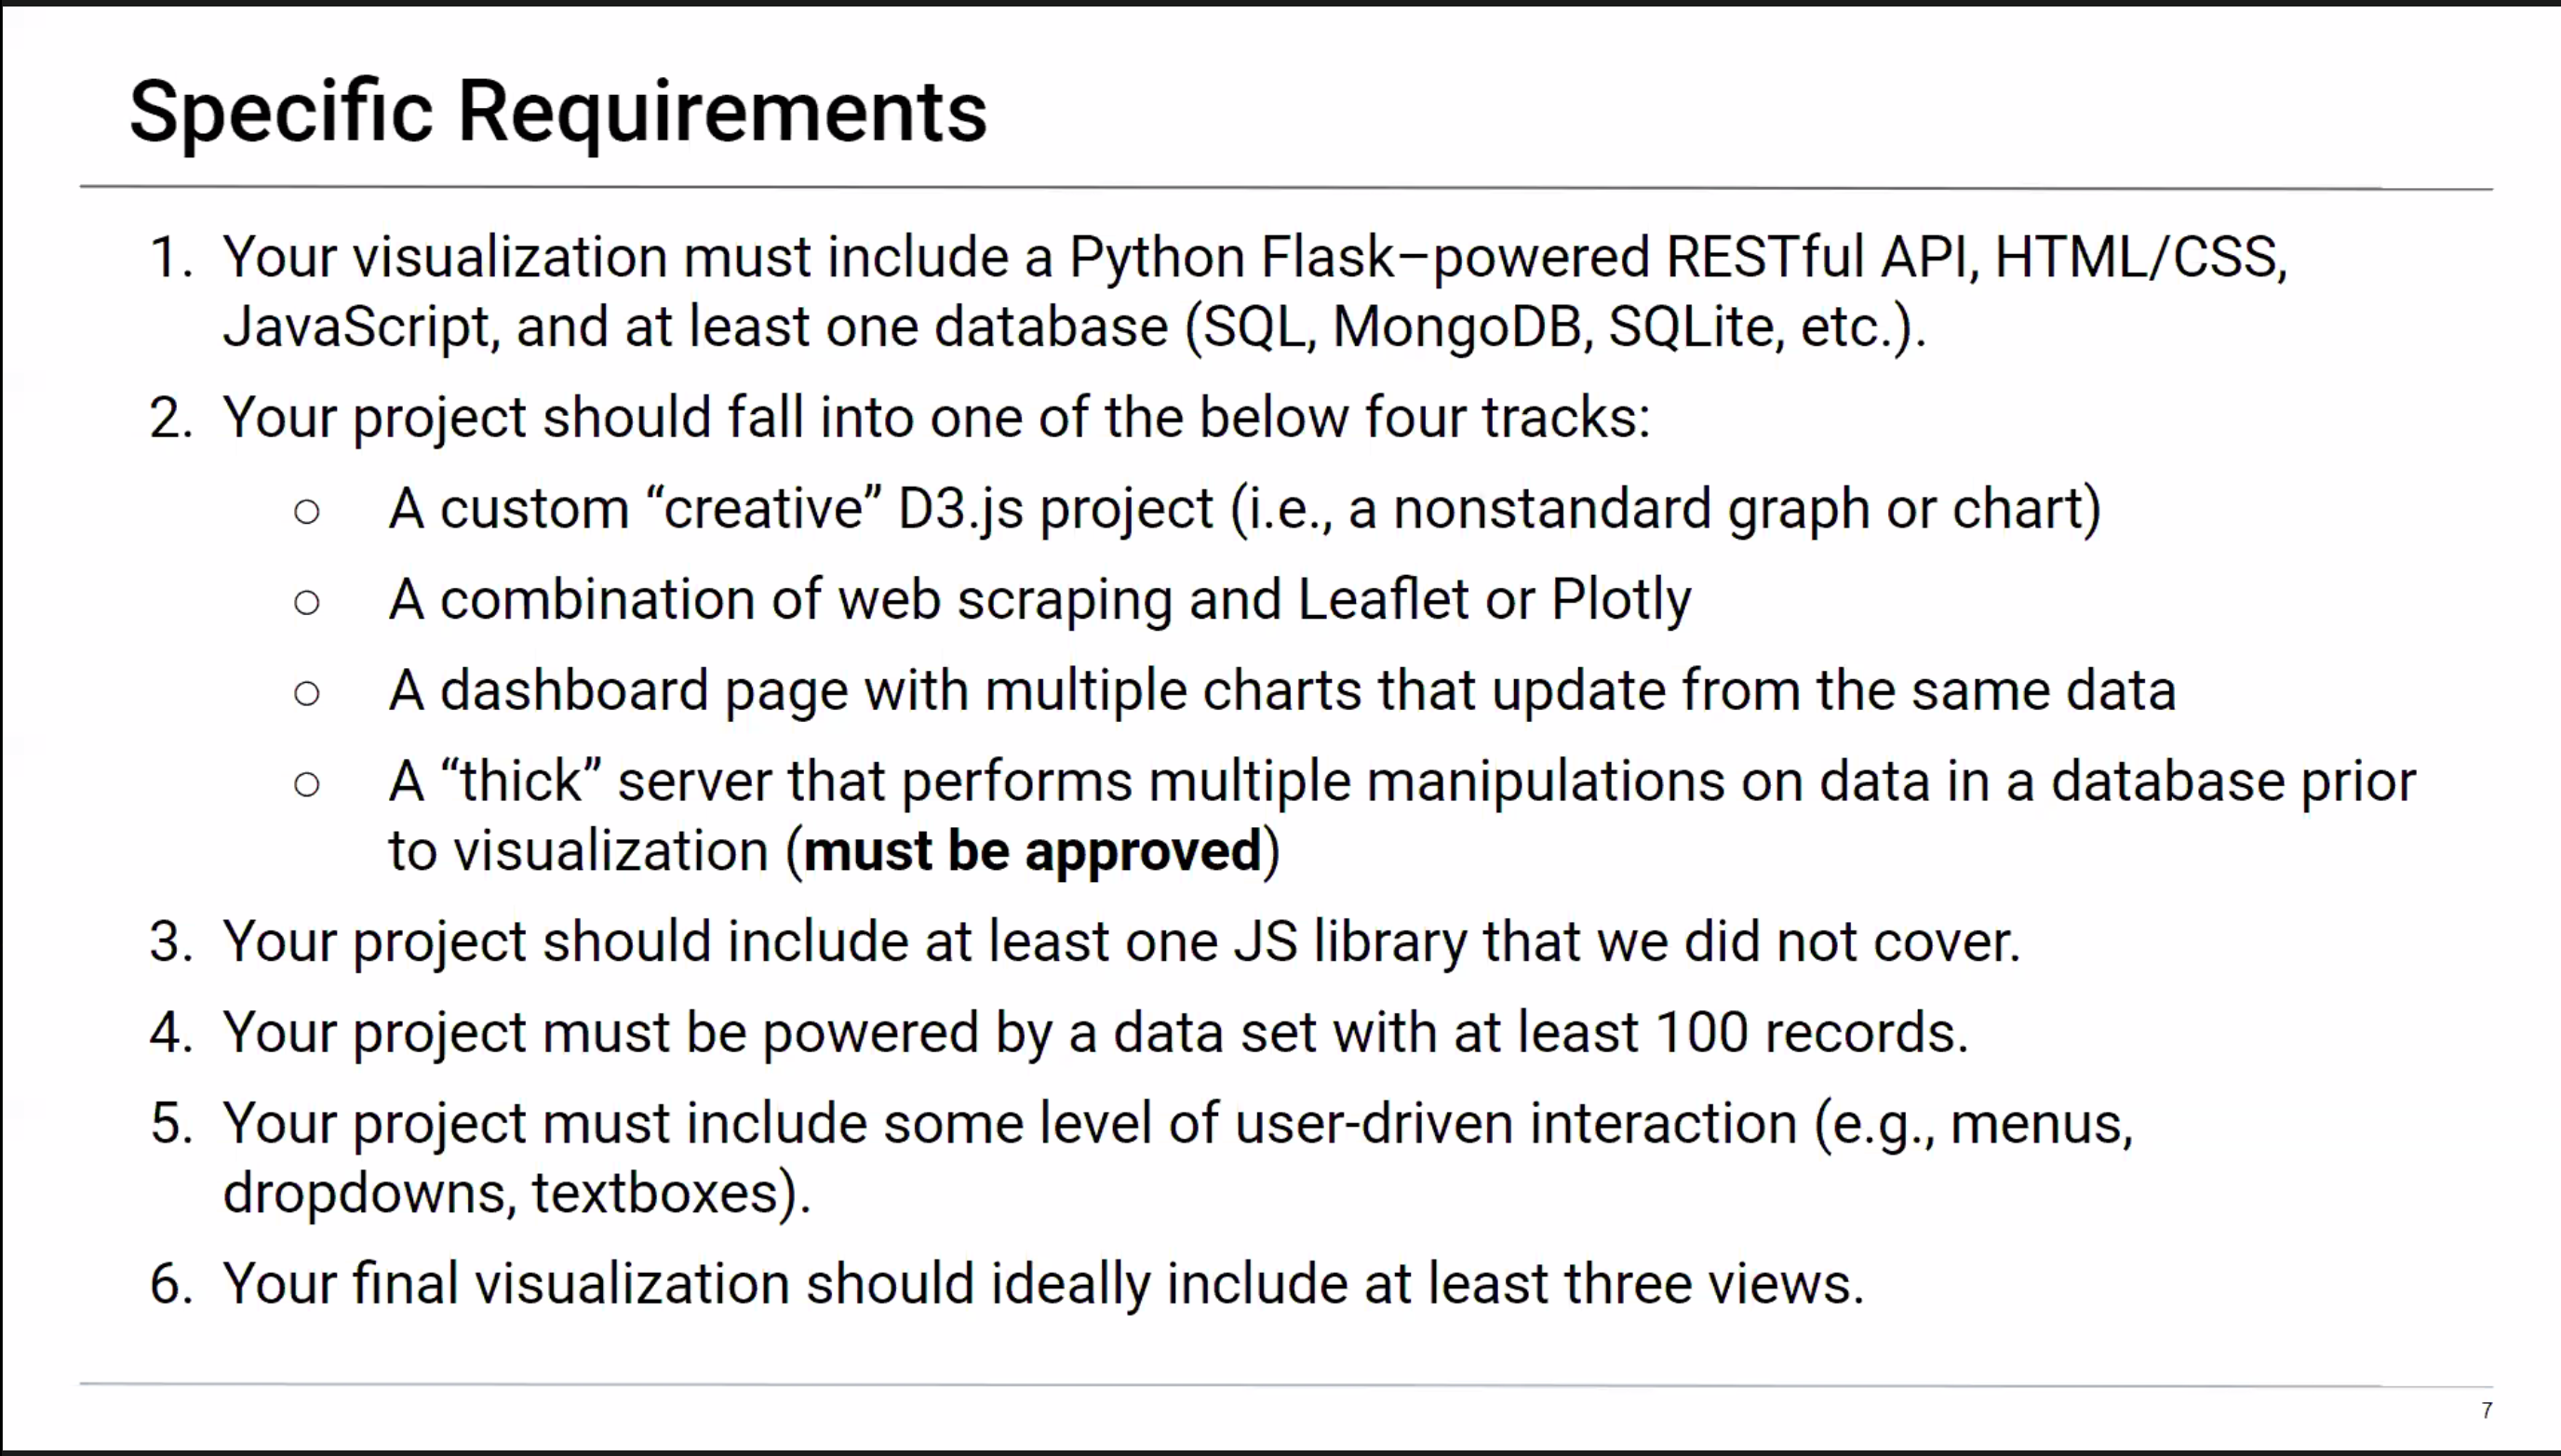 Specific Requirements
1. Your visualization must include a Python Flask–powered RESTful API, HTML/CSS,
JavaScript, and at least one database (SQL, MongoDB, SQLite, etc.).
2. Your project should fall into one of the below four tracks:
○ A custom “creative” D3.js project (i.e., a nonstandard graph or chart)
○ A combination of web scraping and Leaflet or Plotly
○ A dashboard page with multiple charts that update from the same data
○ A “thick” server that performs multiple manipulations on data in a database prior
to visualization (must be approved)
3. Your project should include at least one JS library that we did not cover.
4. Your project must be powered by a data set with at least 100 records.
5. Your project must include some level of user-driven interaction (e.g., menus,
dropdowns, textboxes).
6. Your final visualization should ideally include at least three views.
7